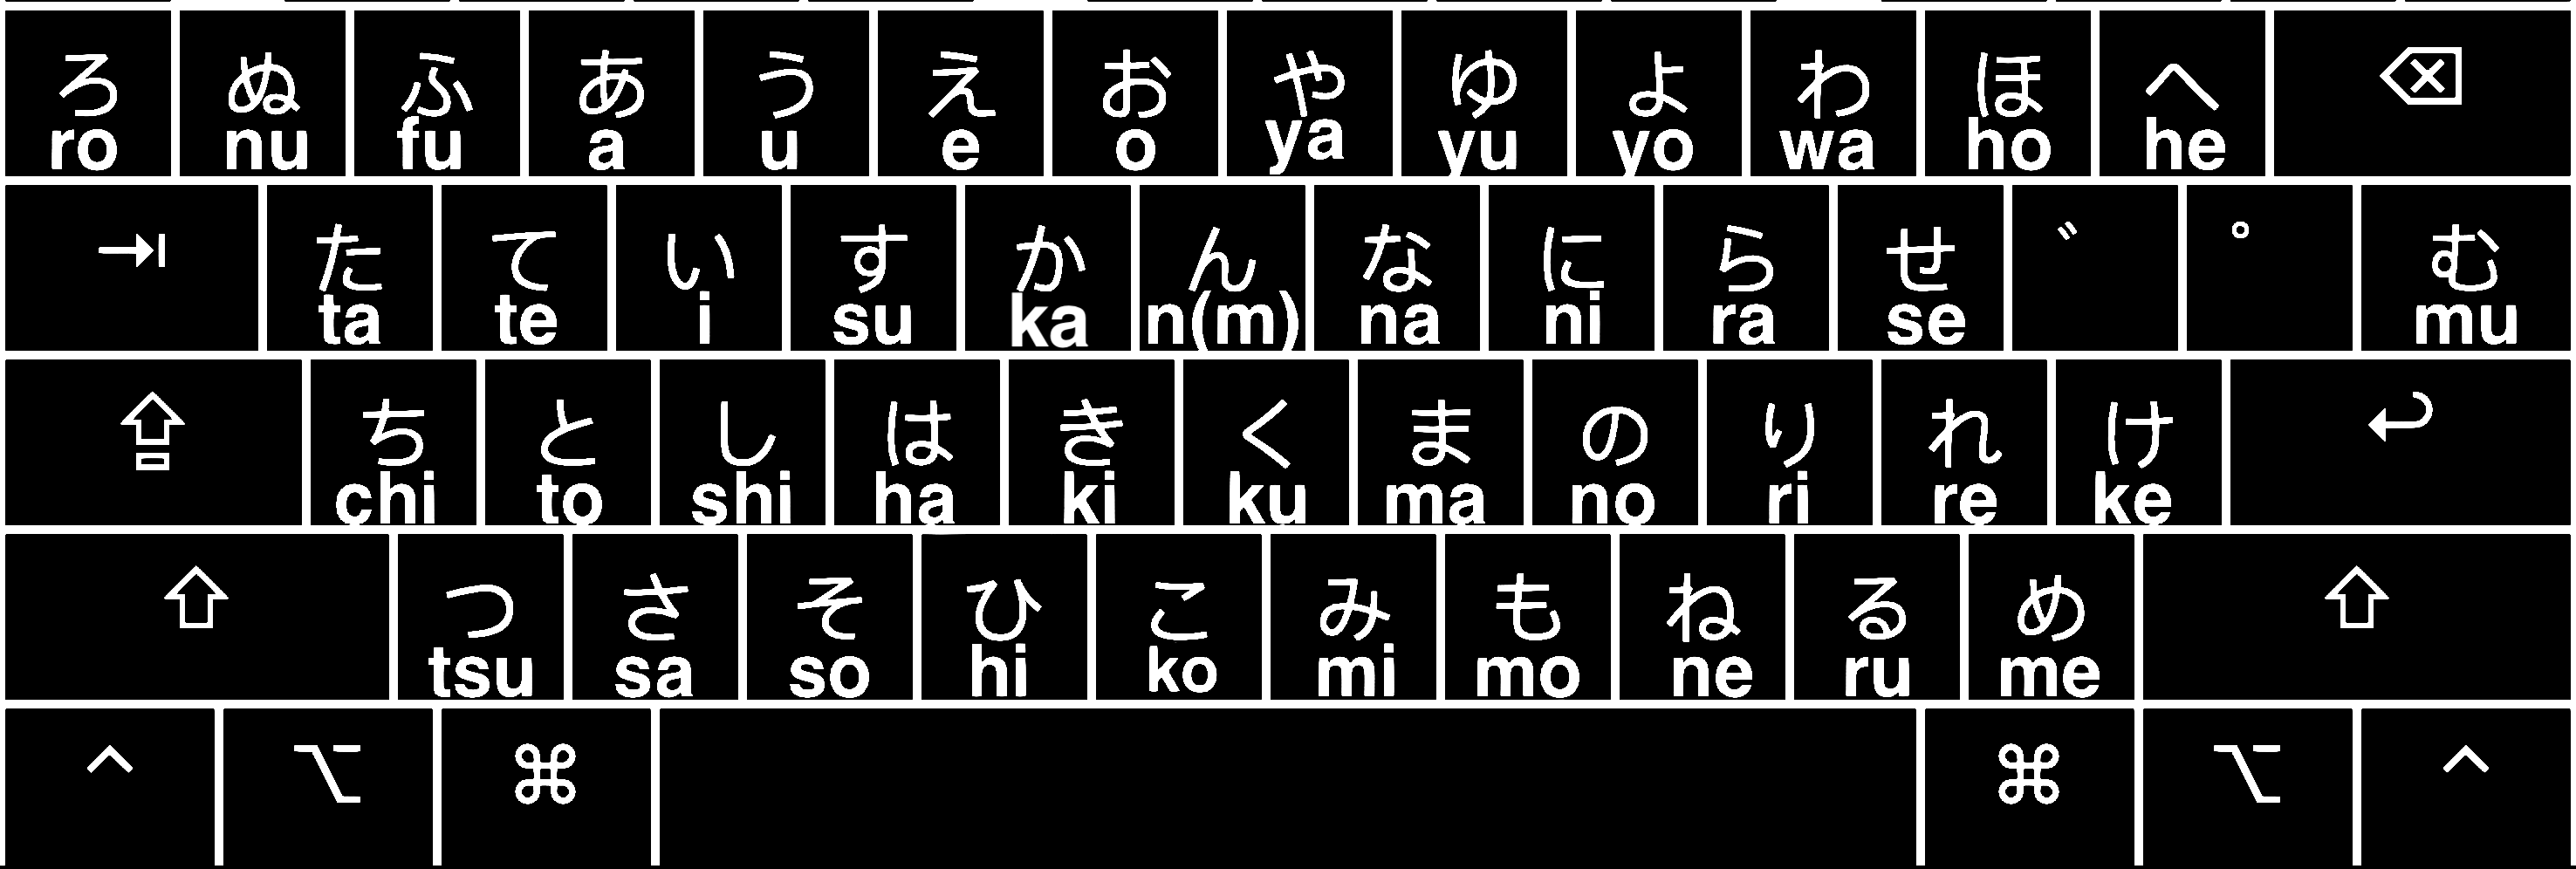 ろ ぬ ふ あ う え お や ゆ よ わ ほ へ
ro nu fu a u e o ya yu yo wa ho he
た て い す か ん な に ら せ ゛ ゜ む
ta te i su ka n(m) na ni ra se mu
ち と し は き く ま の り れ け
chi to shi ha ki ku ma no ri re ke
つ さ そ ひ こ み も ね る め
tsu sa so hi ko mi mo ne ru me